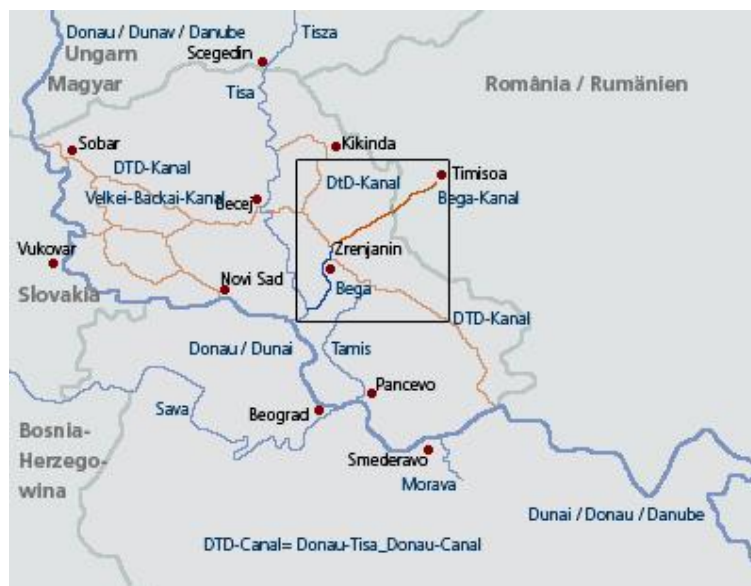 Donau / Dunav / Danube
Tisza
Ungarn
Scegedin
Magyar
România / Rumänien
Tisa
Sobar
Kikinda
DTD-Kanal
Timisoa
DtD-Kanal
Velkei-Backai-Kanal
Bega-Kanal
Becej
Vukovar
Zrenjanin
Novi Sad
Bega
Slovakia
DTD-Kanal
Donau / Dunai
Tamis
Pancevo
Sava
Beograd
Bosnia-
Herzego-
wina
Smederavo
Morava
Dunai / Donau / Danube
DTD-Canal= Donau-Tisa_Donau-Canal